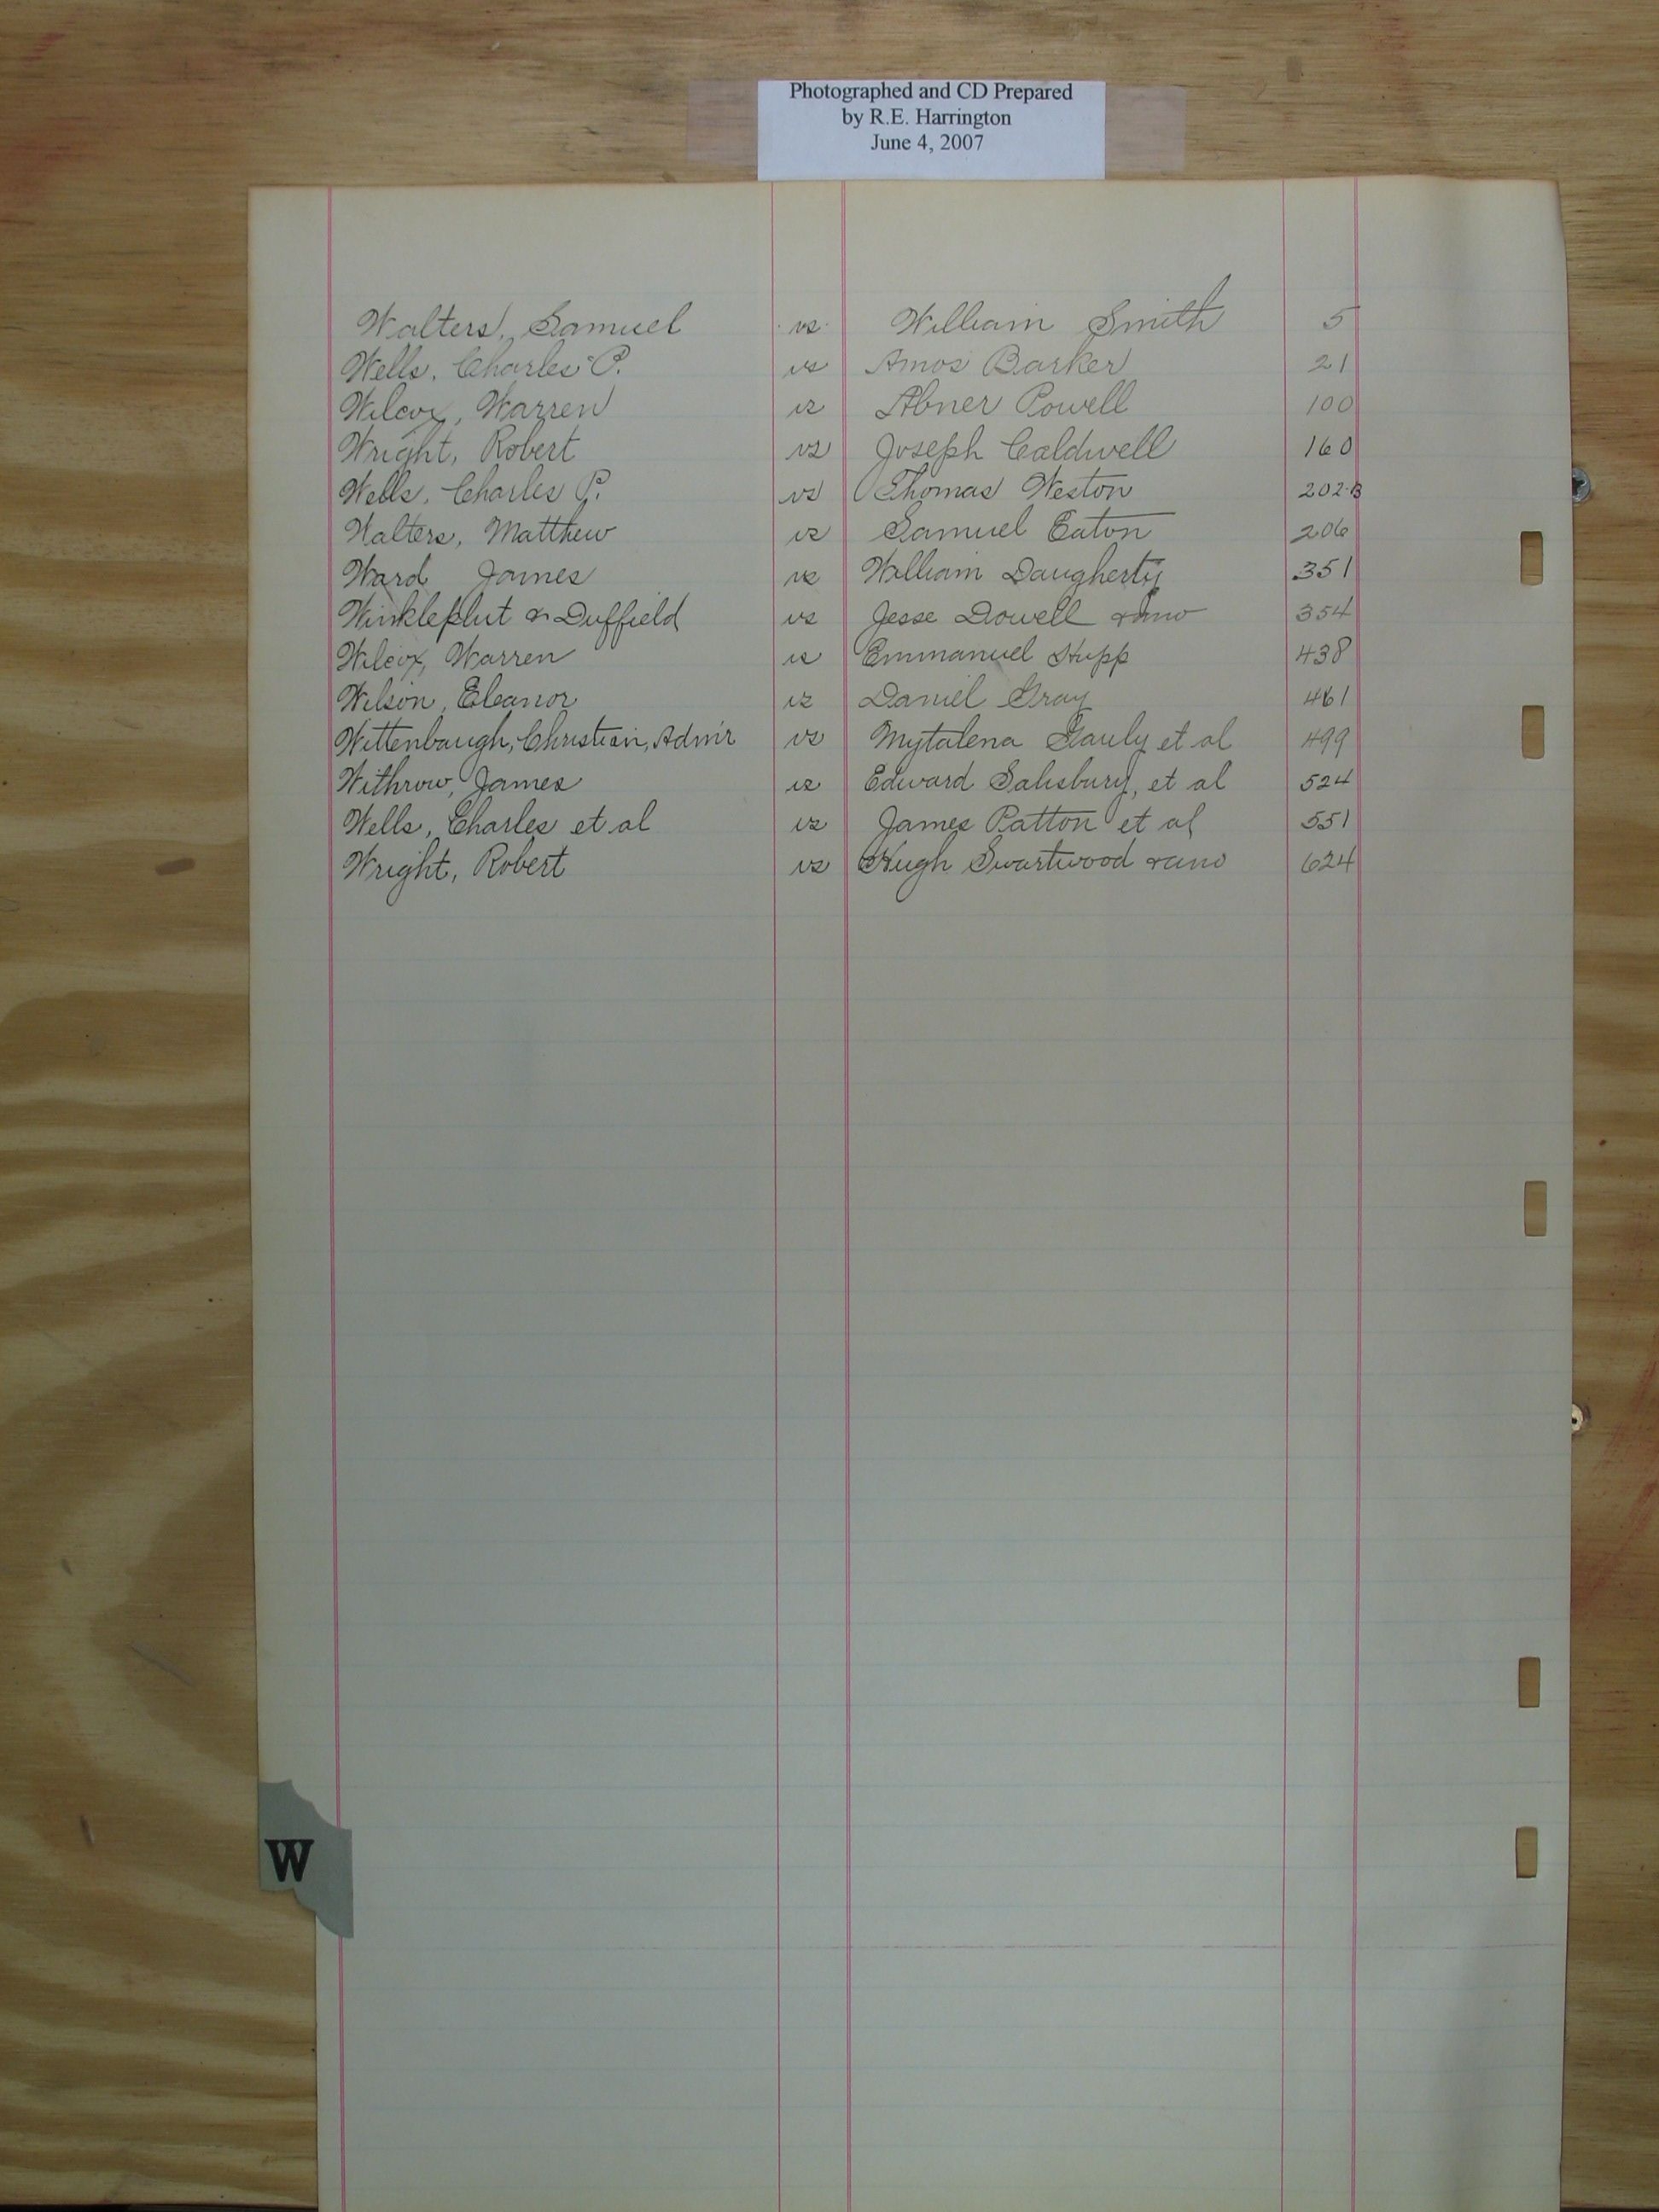 Photographed and CD Prepared
by R.E. Harrington
June 4, 2007
Walters, Samuel vs William Smith 5
Wells, Charles P. vs Amos Barker 21
Wilcox, Warren vs Abner Powell 100
Wright, Robert vs Joseph Caldwell 160
Wells, Charles P. vs Thomas Weston 202-B
Walters, Matthew vs Samuel Eaton 206
Ward James vs William Daugherty 351
Winkleplut & Duffield vs Jesse Dowell & ano 354
Wilcox, Warren vs Emmanuel Hupp 438
Wilson, Eleanor vs Daniel Gray 461
Wittenbaugh, Christian, Admr vs Mytalena Gauly et al 499
Withrow, James vs Edward Salisbury, et al 524
Wells, Charles et al vs James Patton et al 551
Wright, Robert vs Hugh Swartwood & ano 624
W